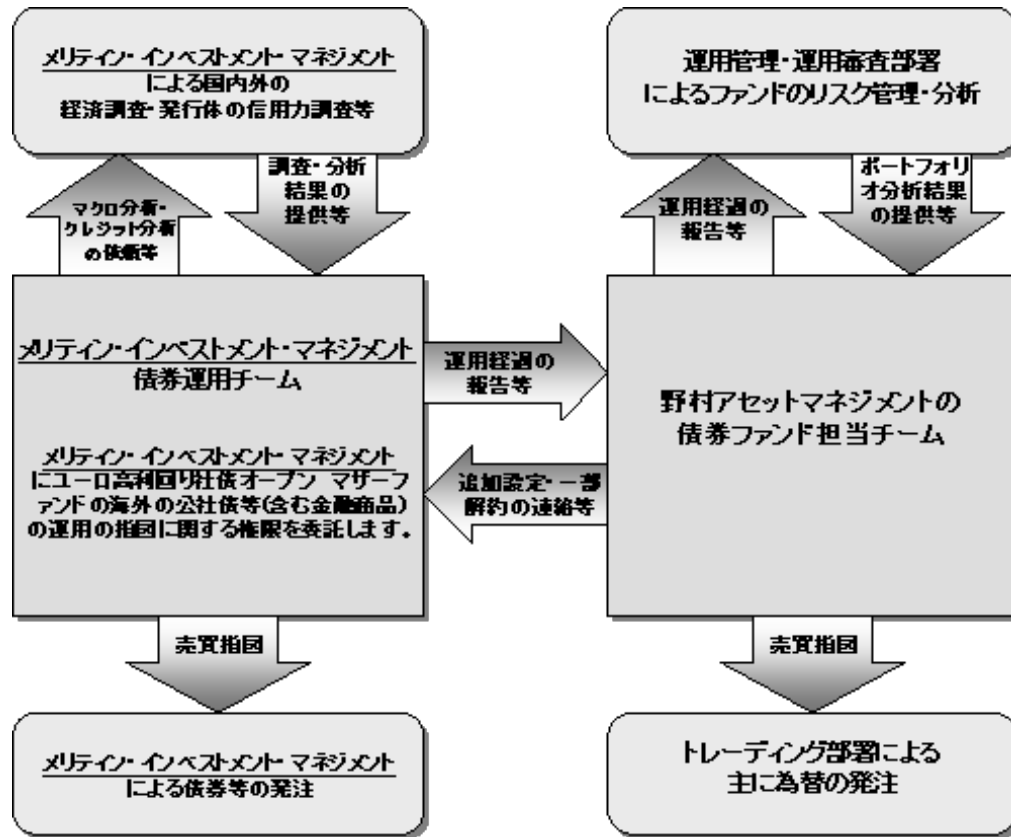 メリティン・インベストメント・マネジメント
による国内外の
経済調査・発行体の信用力調査等
運用管理・運用審査部署
によるファンドのリスク管理・分析
マクロ分析・
クレジット分析
の依頼等
調査・分析
結果の
提供等
運用経過の
報告等
ポートフォリ
オ分析結果
の提供等
メリティン・インベストメント・マネジメント
債券運用チーム
メリティン・インベストメント・マネジメント
にユーロ高利回り社債オープン マザーフ
ァンドの海外の公社債等(含む金融商品)
の運用の指図に関する権限を委託します。
運用経過の
報告等
追加設定・一部
解約の連絡等
野村アセットマネジメントの
債券ファンド担当チーム
売買指図
売買指図
メリティン・インベストメント・マネジメント
による債券等の発注
トレーディング部署による
主に為替の発注